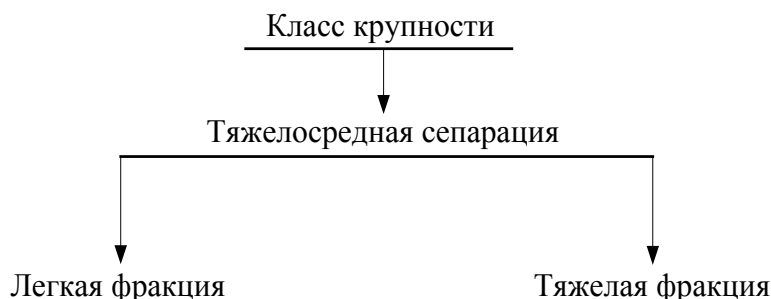 Класс крупности
Тяжелосредная сепарация
Легкая фракция
Тяжелая фракция